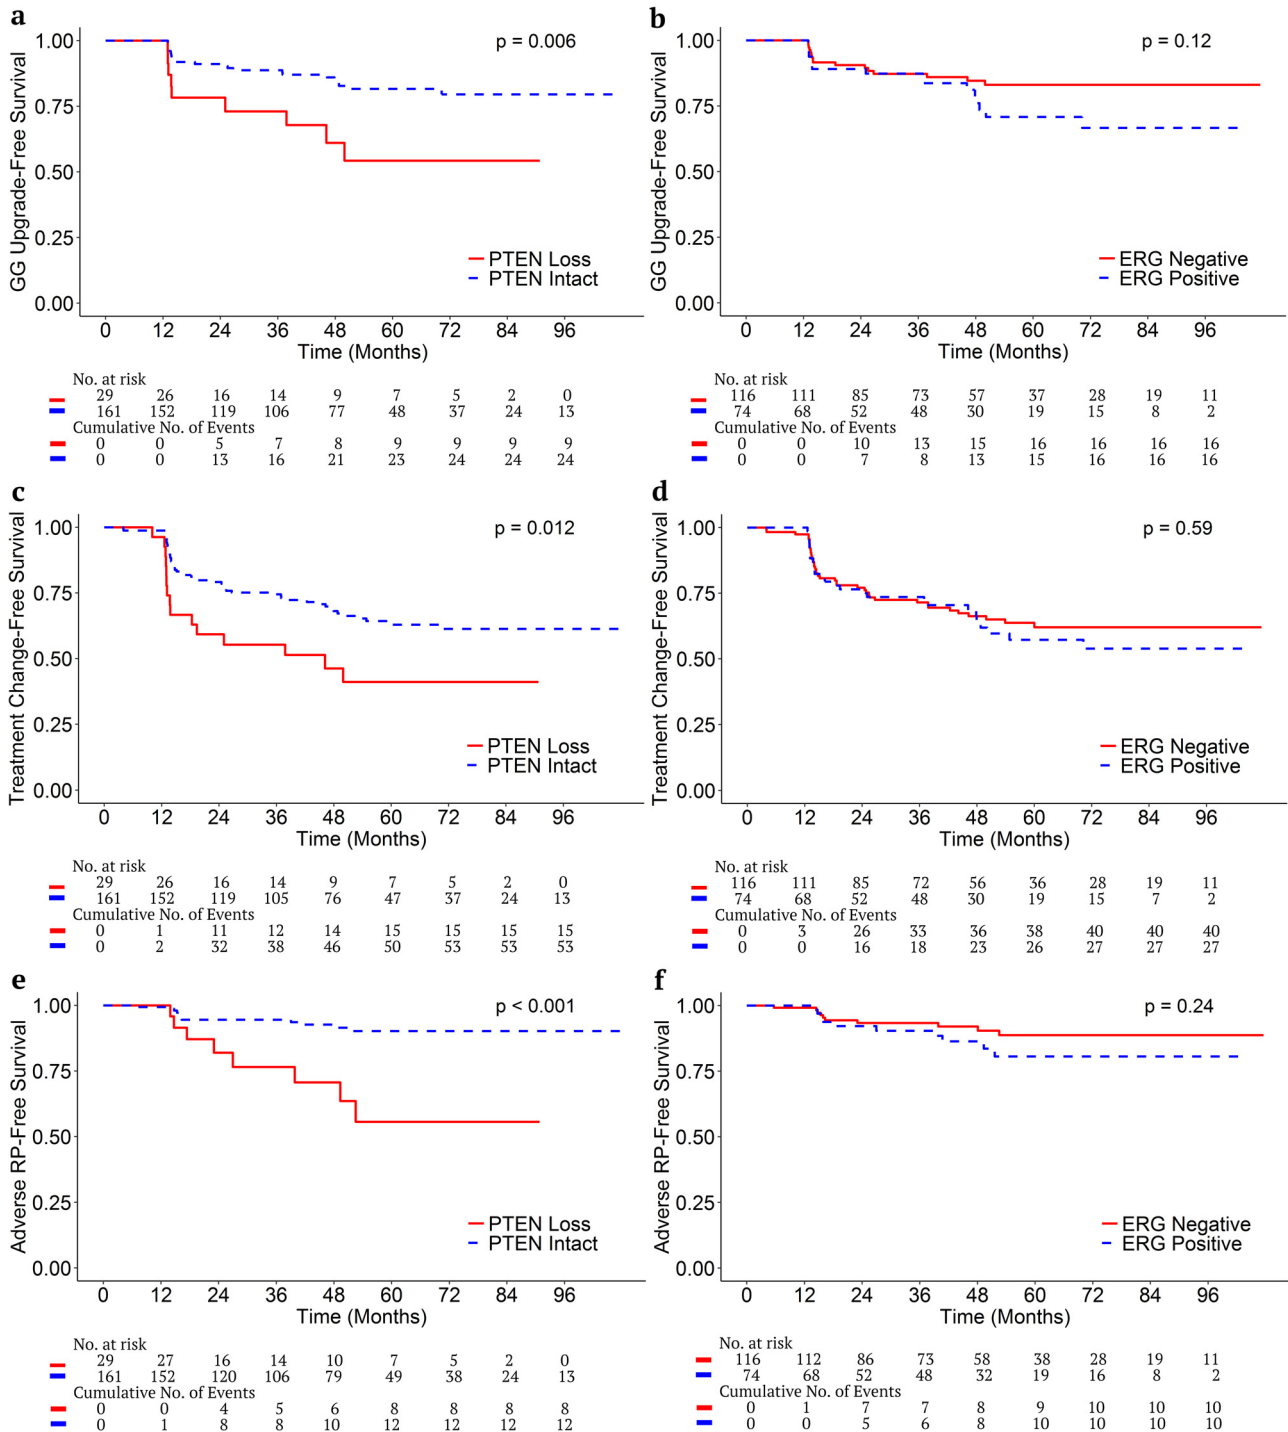 a
p = 0.006
GG Upgrade-Free Survival
1.00
0.75
0.50
0.25
0.00
PTEN Loss
PTEN Intact
0 12 24 36 48 60 72 84 96
Time (Months)
No. at risk
29 26 16 14 9 7 5 2 0
161 152 119 106 77 48 37 24 13
Cumulative No. of Events
0 0 5 7 8 9 9 9 9
0 0 13 16 21 23 24 24 24
b
p = 0.12
GG Upgrade-Free Survival
1.00
0.75
0.50
0.25
0.00
ERG Negative
ERG Positive
0 12 24 36 48 60 72 84 96
Time (Months)
No. at risk
116 111 85 73 57 37 28 19 11
74 68 52 48 30 19 15 8 2
Cumulative No. of Events
0 0 10 13 15 16 16 16 16
0 0 7 8 13 15 16 16 16
c
p = 0.012
Treatment Change-Free Survival
1.00
0.75
0.50
0.25
0.00
PTEN Loss
PTEN Intact
0 12 24 36 48 60 72 84 96
Time (Months)
No. at risk
29 26 16 14 9 7 5 2 0
161 152 119 105 76 47 37 24 13
Cumulative No. of Events
0 1 11 12 14 15 15 15 15
0 2 32 38 46 50 53 53 53
d
p = 0.59
Treatment Change-Free Survival
1.00
0.75
0.50
0.25
0.00
ERG Negative
ERG Positive
0 12 24 36 48 60 72 84 96
Time (Months)
No. at risk
116 111 85 72 56 36 28 19 11
74 68 52 48 30 19 15 7 2
Cumulative No. of Events
0 3 26 33 36 38 40 40 40
0 0 16 18 23 26 27 27 27
e
p < 0.001
Adverse RP-Free Survival
1.00
0.75
0.50
0.25
0.00
PTEN Loss
PTEN Intact
0 12 24 36 48 60 72 84 96
Time (Months)
No. at risk
29 27 16 14 10 7 5 2 0
161 152 120 106 79 49 38 24 13
Cumulative No. of Events
0 0 4 5 6 8 8 8 8
0 1 8 8 10 12 12 12 12
f
p = 0.24
Adverse RP-Free Survival
1.00
0.75
0.50
0.25
0.00
ERG Negative
ERG Positive
0 12 24 36 48 60 72 84 96
Time (Months)
No. at risk
116 112 86 73 58 38 28 19 11
74 68 52 48 32 19 16 8 2
Cumulative No. of Events
0 1 7 7 8 9 10 10 10
0 0 5 6 8 10 10 10 10